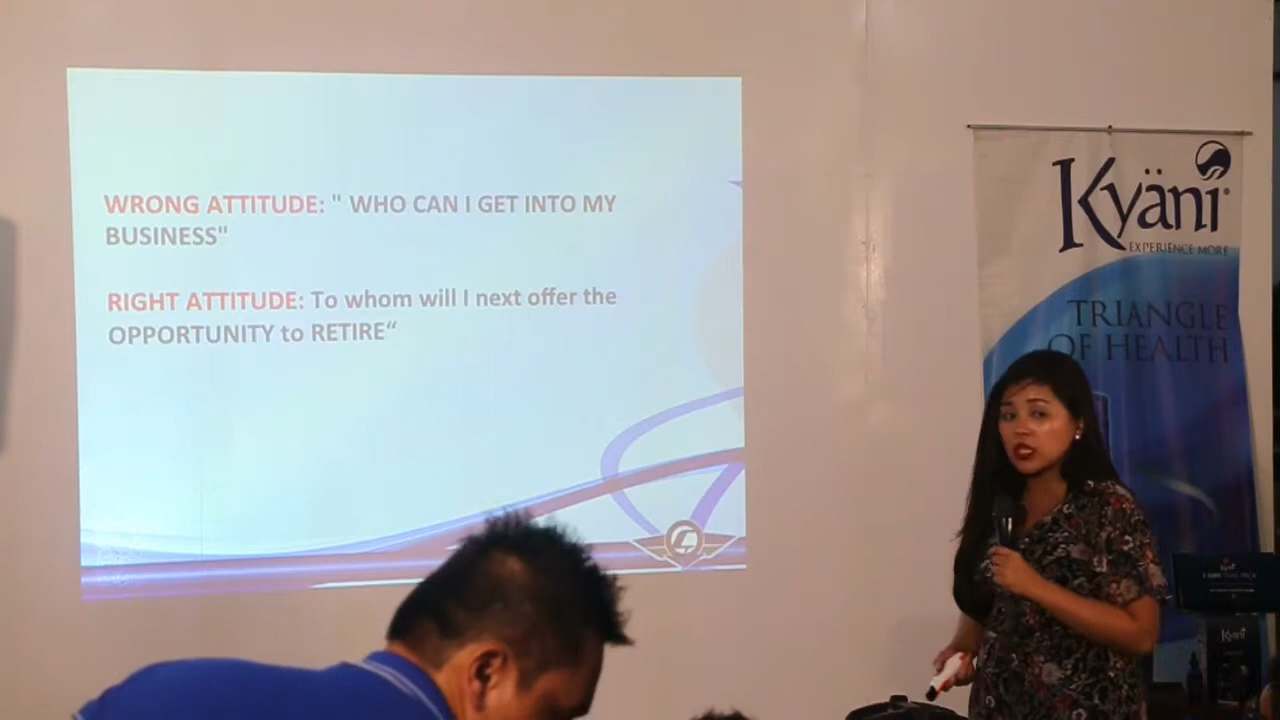 WRONG ATTITUDE: " WHO CAN I GET INTO MY
BUSINESS"
RIGHT ATTITUDE: To whom will I next offer the
OPPORTUNITY to RETIRE“
Kyäni®
EXPERIENCE MORE
TRIANGLE
OF HEALTH
Kyäni